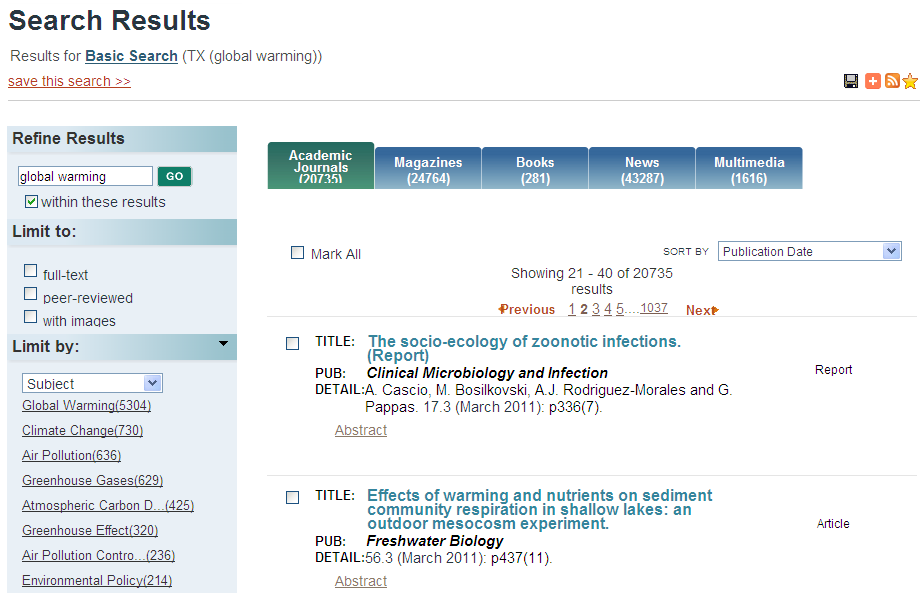 Search Results
Results for Basic Search (TX (global warming))
save this search >>
Refine Results
global warming GO
within these results
Limit to:
full-text
peer-reviewed
with images
Limit by:
Subject
Global Warming(5304)
Climate Change(730)
Air Pollution(636)
Greenhouse Gases(629)
Atmospheric Carbon D...(425)
Greenhouse Effect(320)
Air Pollution Contro...(236)
Environmental Policy(214)
Academic
Journals
(20735)
Magazines
(24764)
Books
(281)
News
(43287)
Multimedia
(1616)
Mark All
SORT BY Publication Date
Showing 21 - 40 of 20735
results
Previous 1 2 3 4 5....1037 Next
TITLE: The socio-ecology of zoonotic infections.
(Report)
PUB: Clinical Microbiology and Infection
DETAIL:A. Cascio, M. Bosilkovski, A.J. Rodriguez-Morales and G.
Pappas. 17.3 (March 2011): p336(7).
Abstract
Report
TITLE: Effects of warming and nutrients on sediment
community respiration in shallow lakes: an
outdoor mesocosm experiment.
PUB: Freshwater Biology
DETAIL:56.3 (March 2011): p437(11).
Abstract
Article